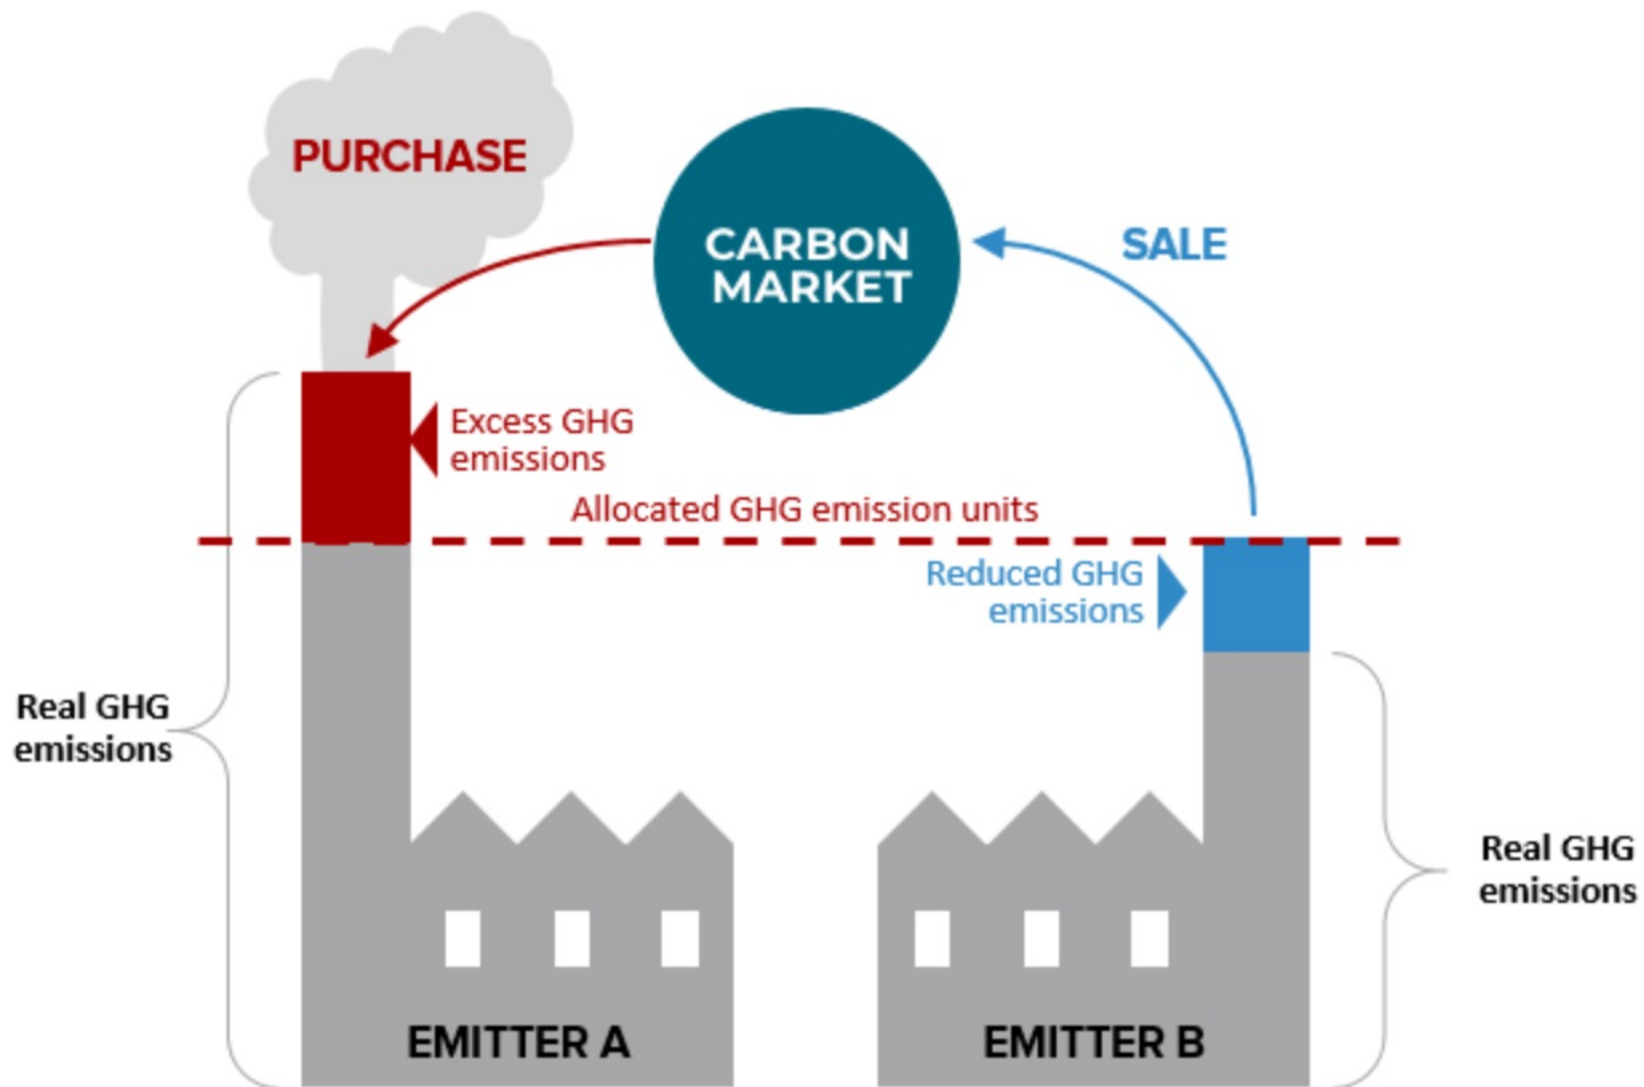 PURCHASE
CARBON
MARKET
SALE
Excess GHG
emissions
Allocated GHG emission units
Reduced GHG
emissions
Real GHG
emissions
Real GHG
emissions
EMITTER A
EMITTER B